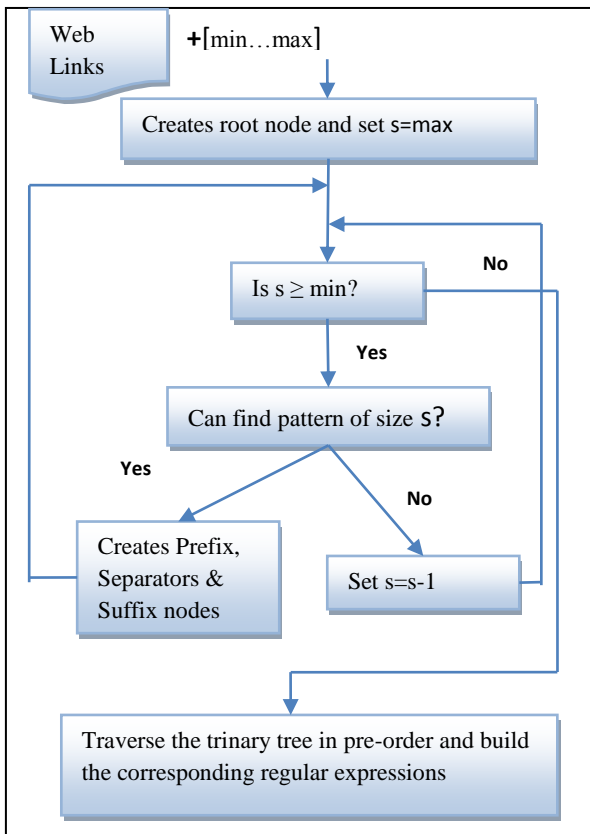 Web
Links
+⌈min…max⌉
Creates root node and set s=max
Is s ≥ min?
No
Yes
Can find pattern of size s?
Yes
No
Creates Prefix,
Separators &
Suffix nodes
Set s=s-1
Traverse the trinary tree in pre-order and build
the corresponding regular expressions